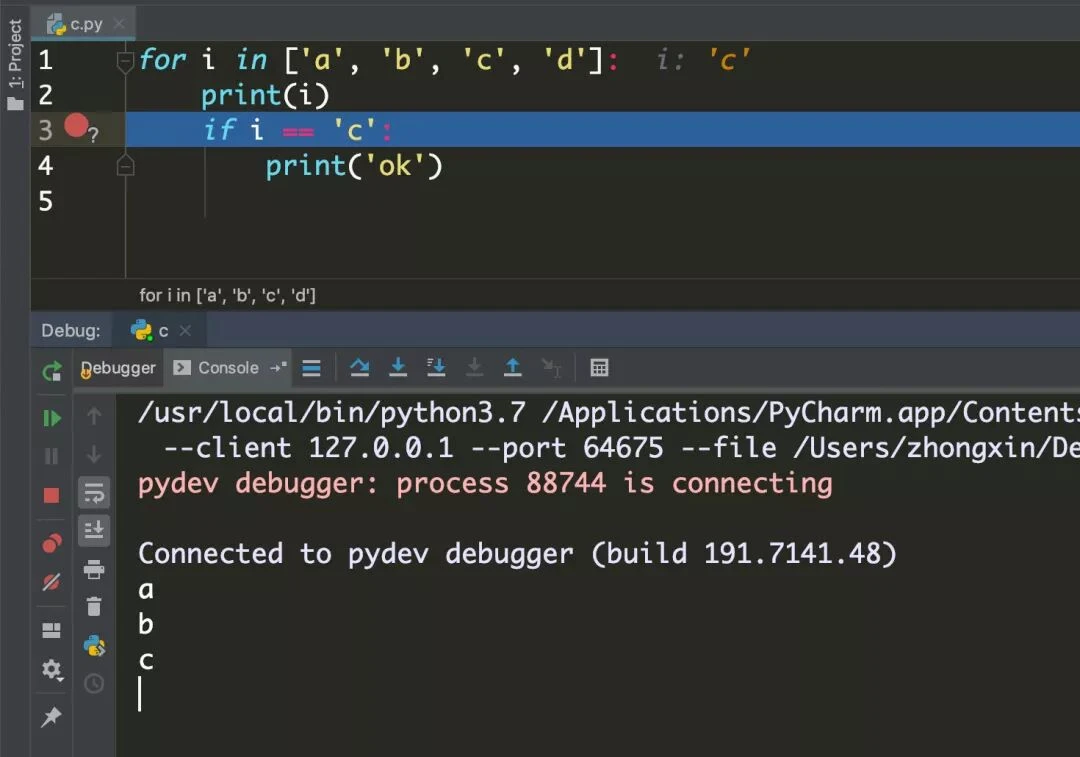 1: Project
c.py
1 for i in ['a', 'b', 'c', 'd']: i: 'c'
2 print(i)
3 ? if i == 'c':
4 print('ok')
5
for i in ['a', 'b', 'c', 'd']
Debug: c
Debugger Console
/usr/local/bin/python3.7 /Applications/PyCharm.app/Contents
--client 127.0.0.1 --port 64675 --file /Users/zhongxin/De
pydev debugger: process 88744 is connecting
Connected to pydev debugger (build 191.7141.48)
a
b
c